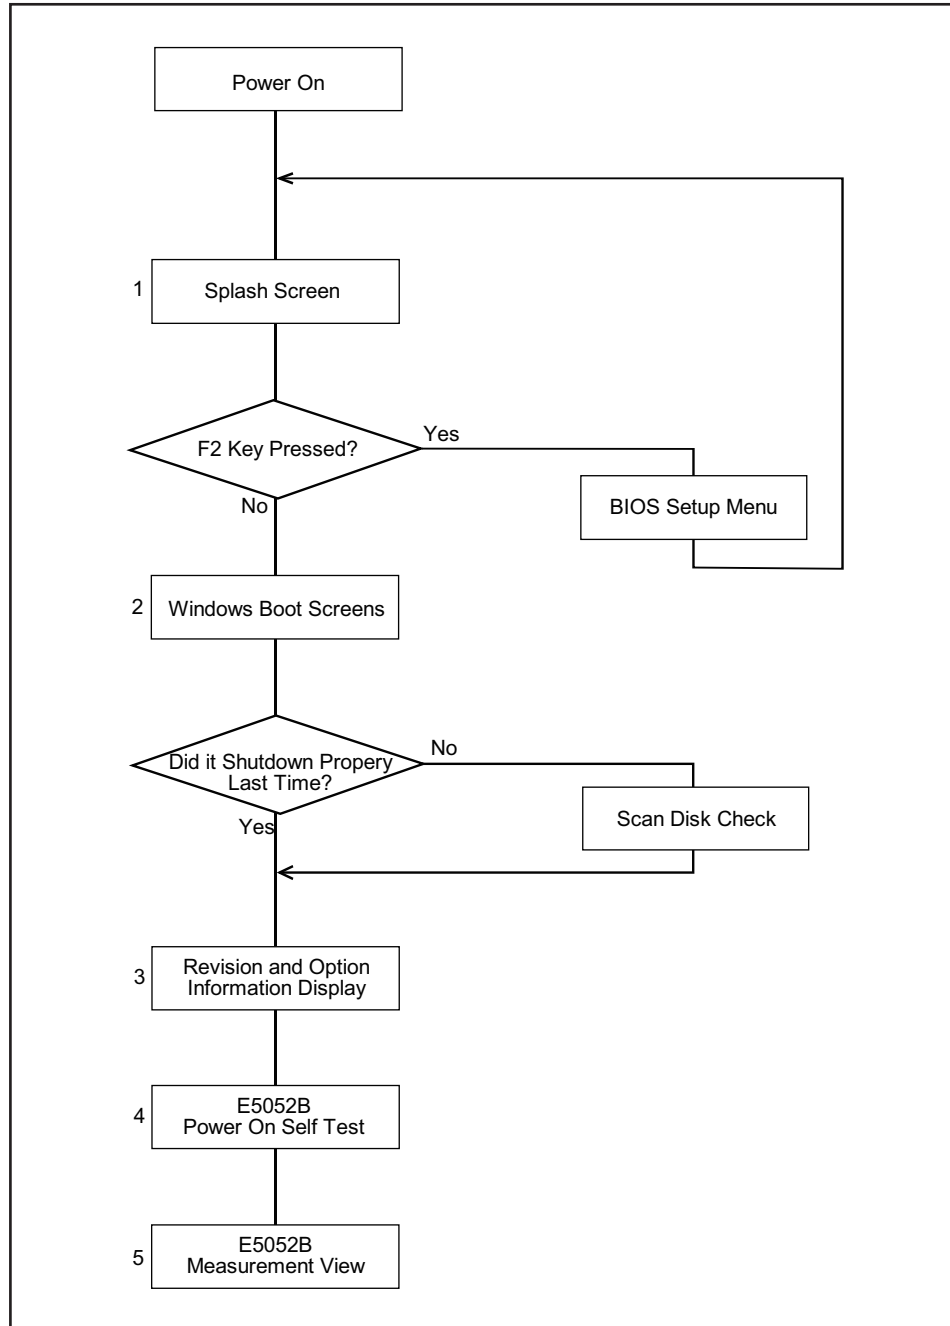 Power On
1
Splash Screen
F2 Key Pressed?
Yes
No
BIOS Setup Menu
2
Windows Boot Screens
Did it Shutdown Propery
Last Time?
No
Yes
Scan Disk Check
3
Revision and Option
Information Display
4
E5052B
Power On Self Test
5
E5052B
Measurement View